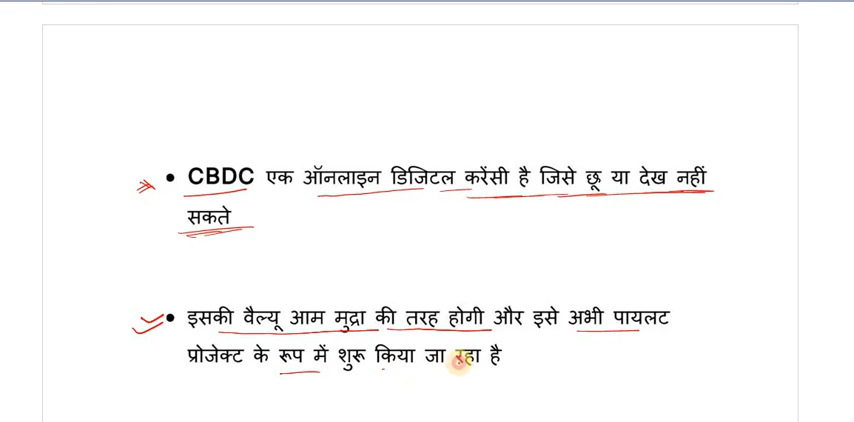 • CBDC एक ऑनलाइन डिजिटल करेंसी है जिसे छू या देख नहीं
सकते
• इसकी वैल्यू आम मुद्रा की तरह होगी और इसे अभी पायलट
प्रोजेक्ट के रूप में शुरू किया जा रहा है